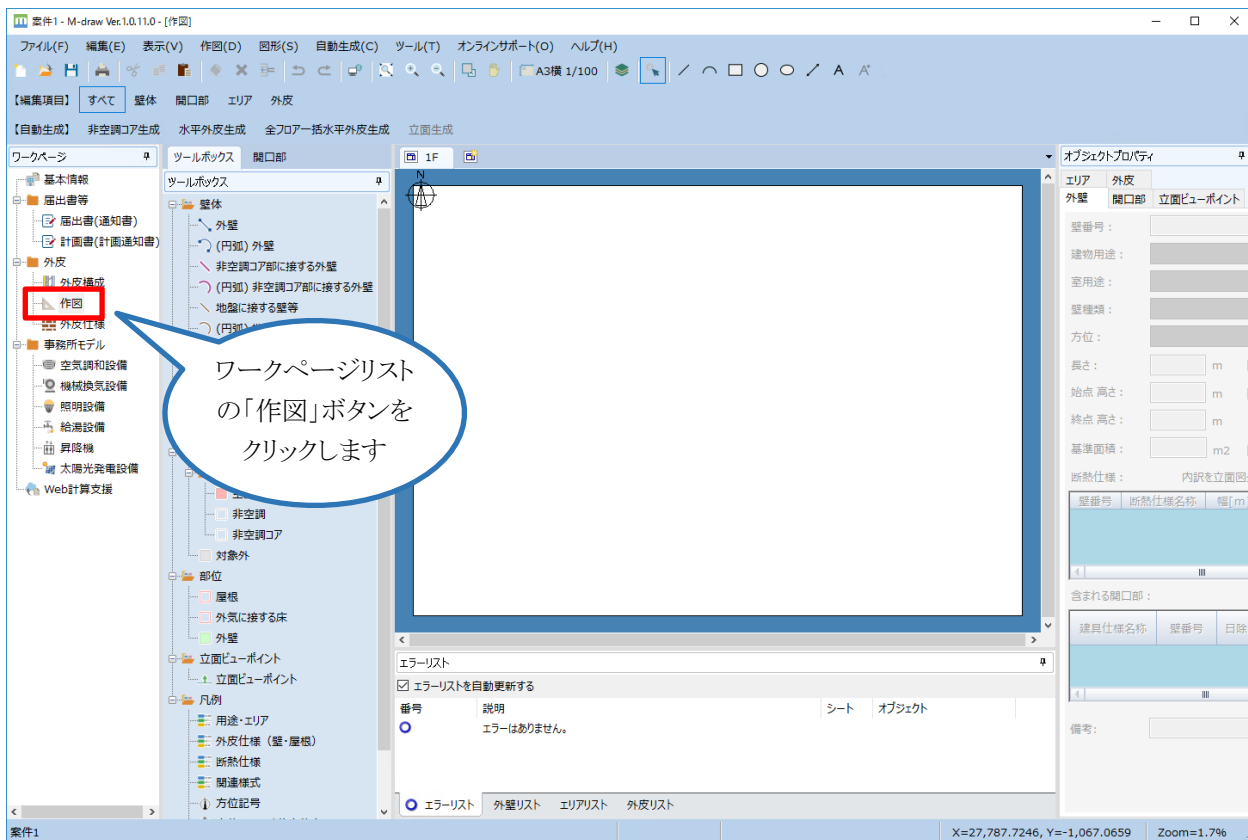 案件1 - M-draw Ver.1.0.11.0 - [作図]
ファイル(F) 編集(E) 表示(V) 作図(D) 図形(S) 自動生成(C) ツール(T) オンラインサポート(O) ヘルプ(H)
A3横 1/100
【編集項目】 すべて 壁体 開口部 エリア 外皮
【自動生成】 非空調コア生成 水平外皮生成 全フロアー括水平外皮生成 立面生成
ワークページ
基本情報
届出書等
届出書(通知書)
計画書(計画通知書)
外皮
外皮構成
作図
外皮仕様
事務所モデル
空気調和設備
機械換気設備
照明設備
給湯設備
昇降機
太陽光発電設備
Web計算支援
ツールボックス 開口部
ツールボックス
壁体
外壁
(円弧) 外壁
非空調コア部に接する外壁
(円弧) 非空調コア部に接する外壁
地盤に接する壁等
(円弧)
ワークページリスト
の「作図」ボタンを
クリックします
非空調
非空調コア
対象外
部位
屋根
外気に接する床
外壁
立面ビューポイント
立面ビューポイント
凡例
用途・エリア
外皮仕様（壁・屋根）
断熱仕様
関連様式
方位記号
1F
N
エラーリスト
エラーリストを自動更新する
番号 説明 シート オブジェクト
エラーはありません。
エラーリスト 外壁リスト エリアリスト 外皮リスト
オブジェクトプロパティ
エリア 外皮
外壁 開口部 立面ビューポイント
壁番号：
建物用途：
室用途：
壁種類：
方位：
長さ： m
始点 高さ： m
終点 高さ： m
基準面積： m2
断熱仕様： 内訳を立面図
壁番号 断熱仕様名称 幅[m
含まれる開口部：
建具仕様名称 壁番号 日除
備考：
案件1 X=27,787.7246, Y=-1,067.0659 Zoom=1.7%